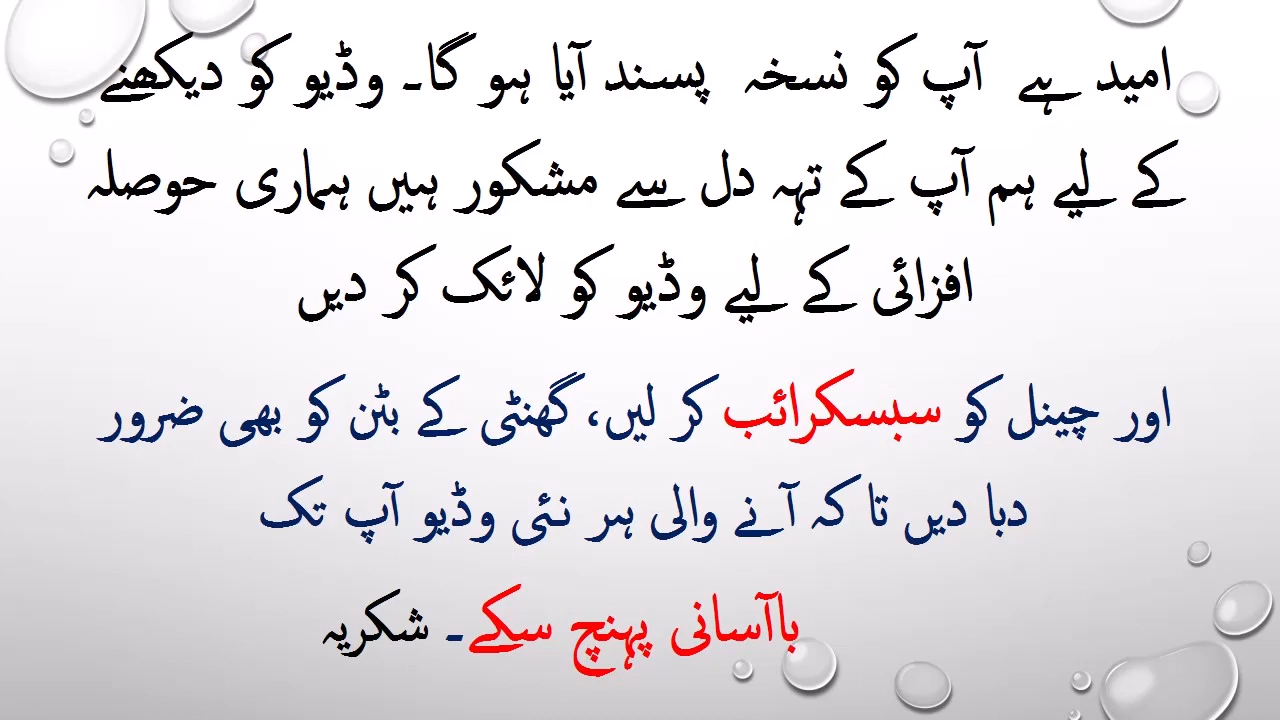 امید ہے آپ کو نسخہ پسند آیا ہو گا۔ وڈیو کو دیکھنے
کے لیے ہم آپ کے تہہ دل سے مشکور ہیں ہماری حوصلہ
افزائی کے لیے وڈیو کو لائک کر دیں
اور چینل کو سبسکرائب کر لیں، گھنٹی کے بٹن کو بھی ضرور
دبا دیں تا کہ آنے والی ہر نئی وڈیو آپ تک
باآسانی پہنچ سکے۔ شکریہ